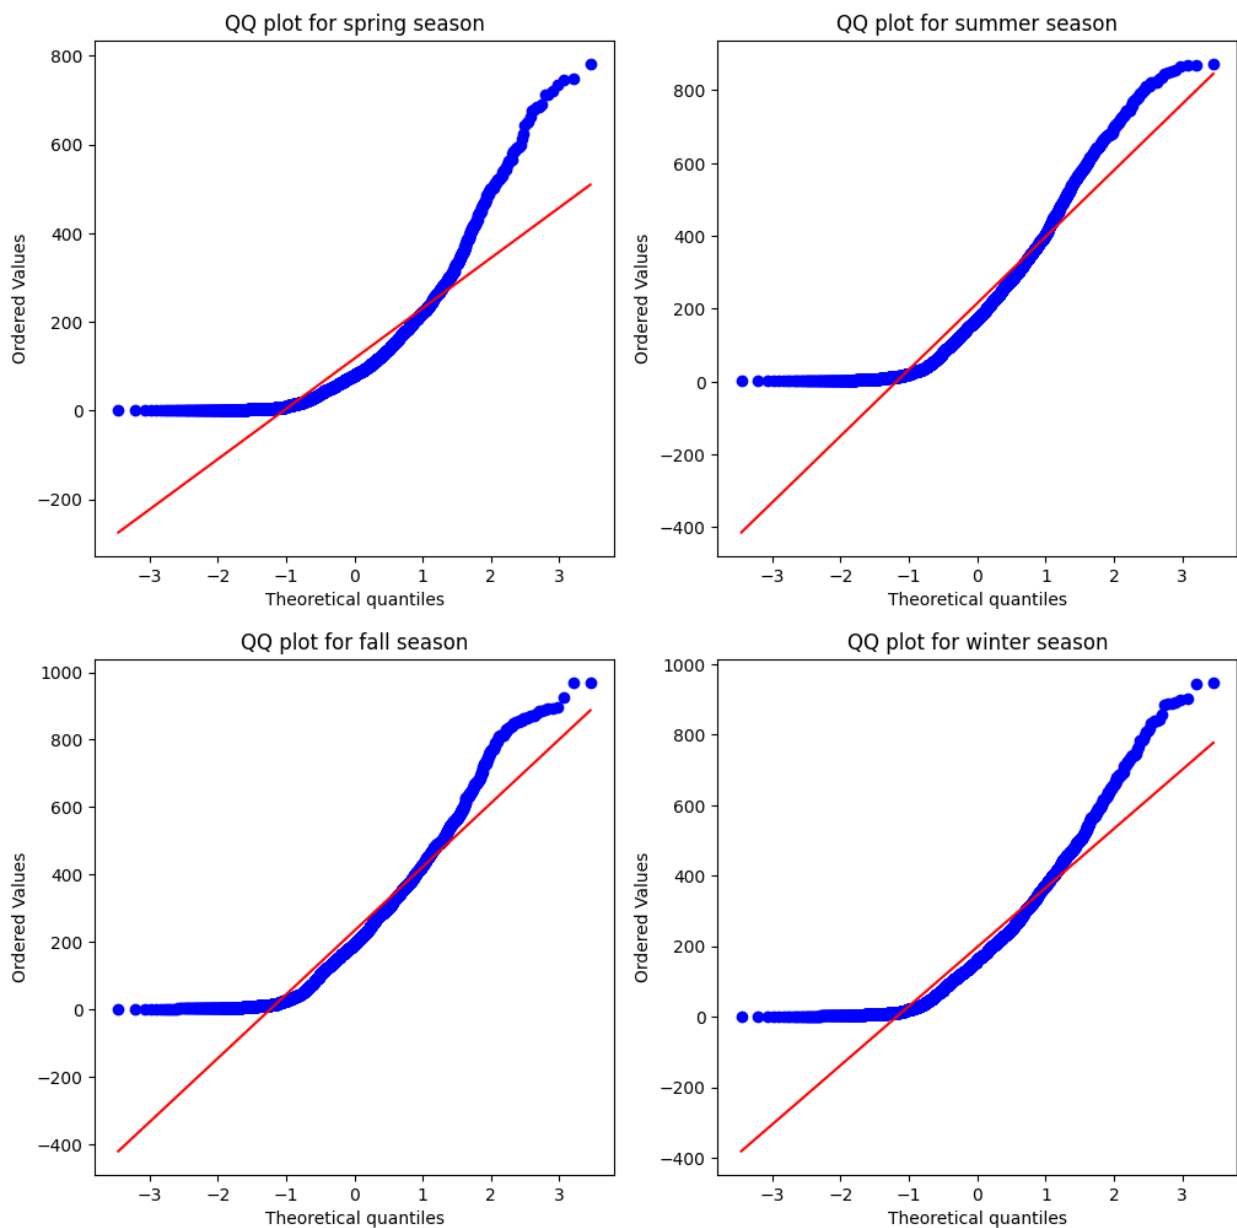 QQ plot for spring season
800
600
400
200
0
−200
Ordered Values
−3 −2 −1 0 1 2 3
Theoretical quantiles
QQ plot for summer season
800
600
400
200
0
−200
−400
Ordered Values
−3 −2 −1 0 1 2 3
Theoretical quantiles
QQ plot for fall season
1000
800
600
400
200
0
−200
−400
Ordered Values
−3 −2 −1 0 1 2 3
Theoretical quantiles
QQ plot for winter season
1000
800
600
400
200
0
−200
−400
Ordered Values
−3 −2 −1 0 1 2 3
Theoretical quantiles